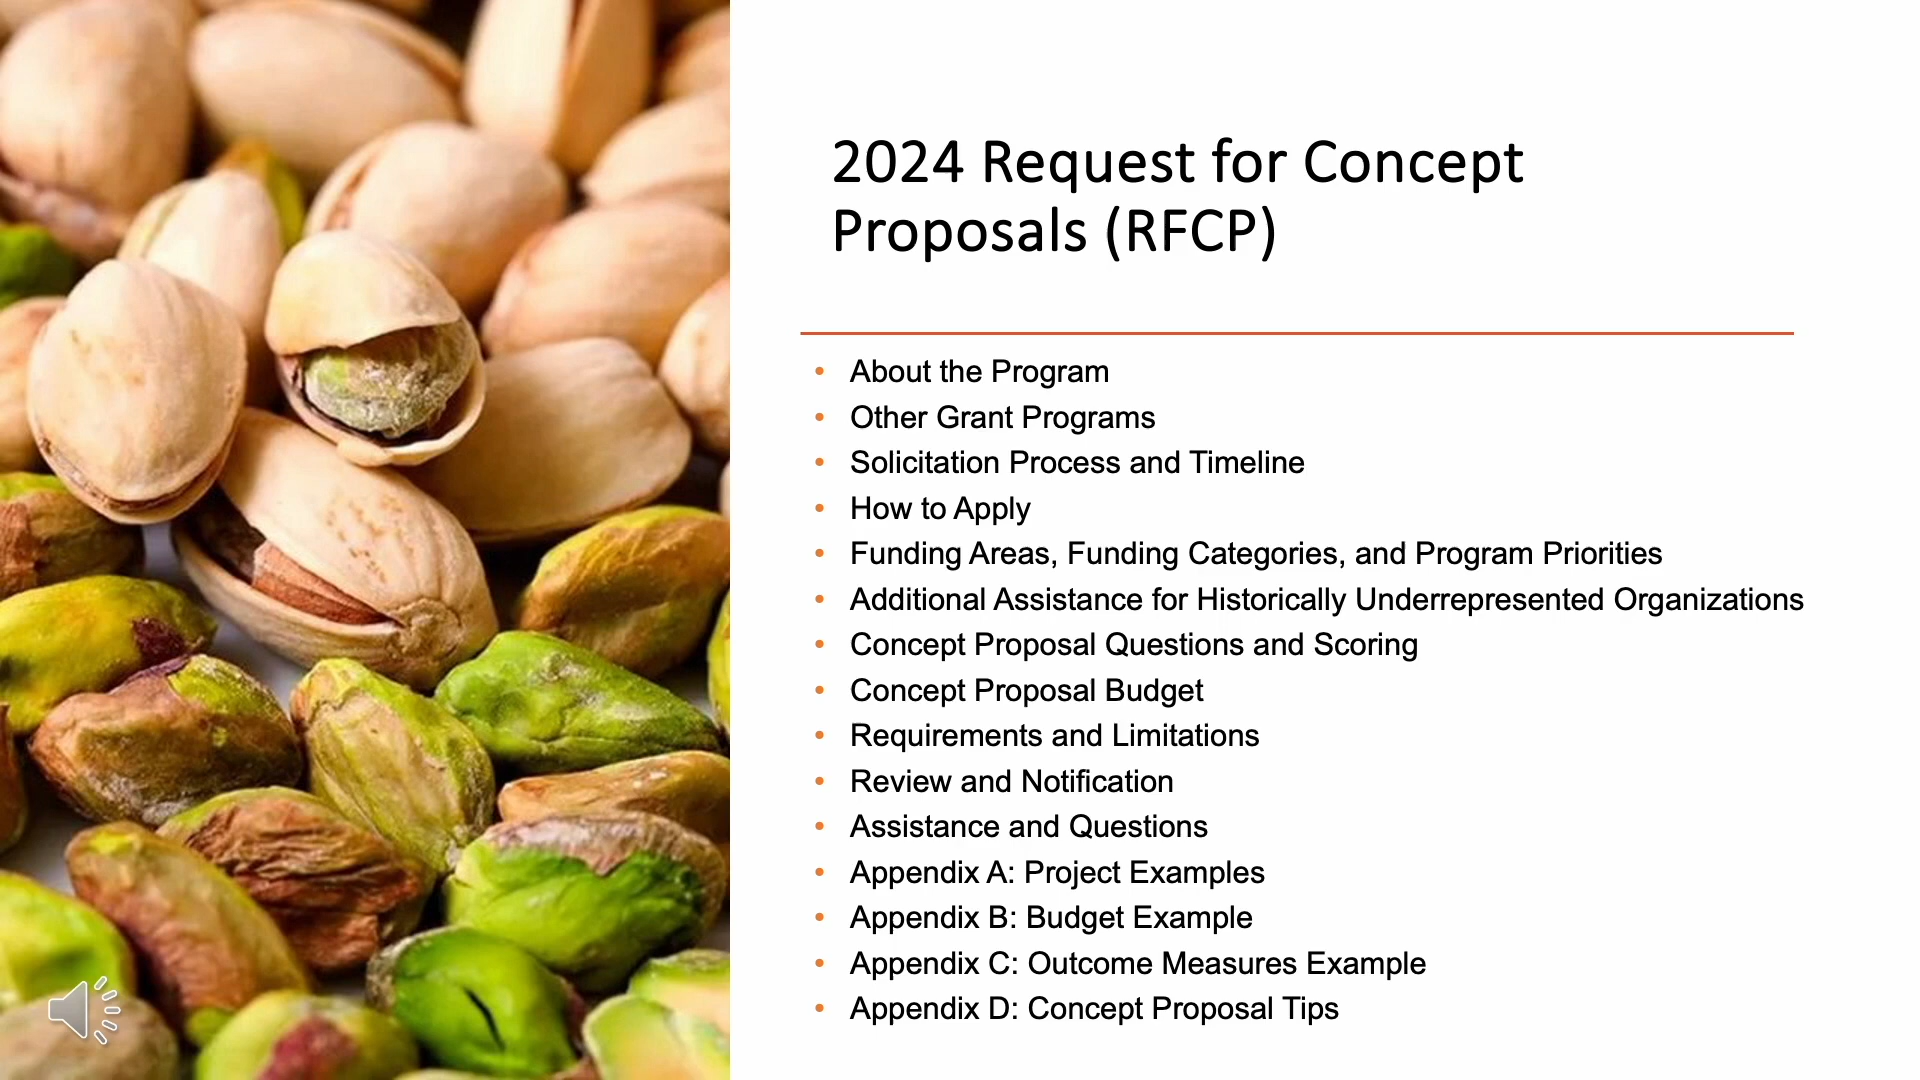 2024 Request for Concept
Proposals (RFCP)
• About the Program
• Other Grant Programs
• Solicitation Process and Timeline
• How to Apply
• Funding Areas, Funding Categories, and Program Priorities
• Additional Assistance for Historically Underrepresented Organizations
• Concept Proposal Questions and Scoring
• Concept Proposal Budget
• Requirements and Limitations
• Review and Notification
• Assistance and Questions
• Appendix A: Project Examples
• Appendix B: Budget Example
• Appendix C: Outcome Measures Example
• Appendix D: Concept Proposal Tips